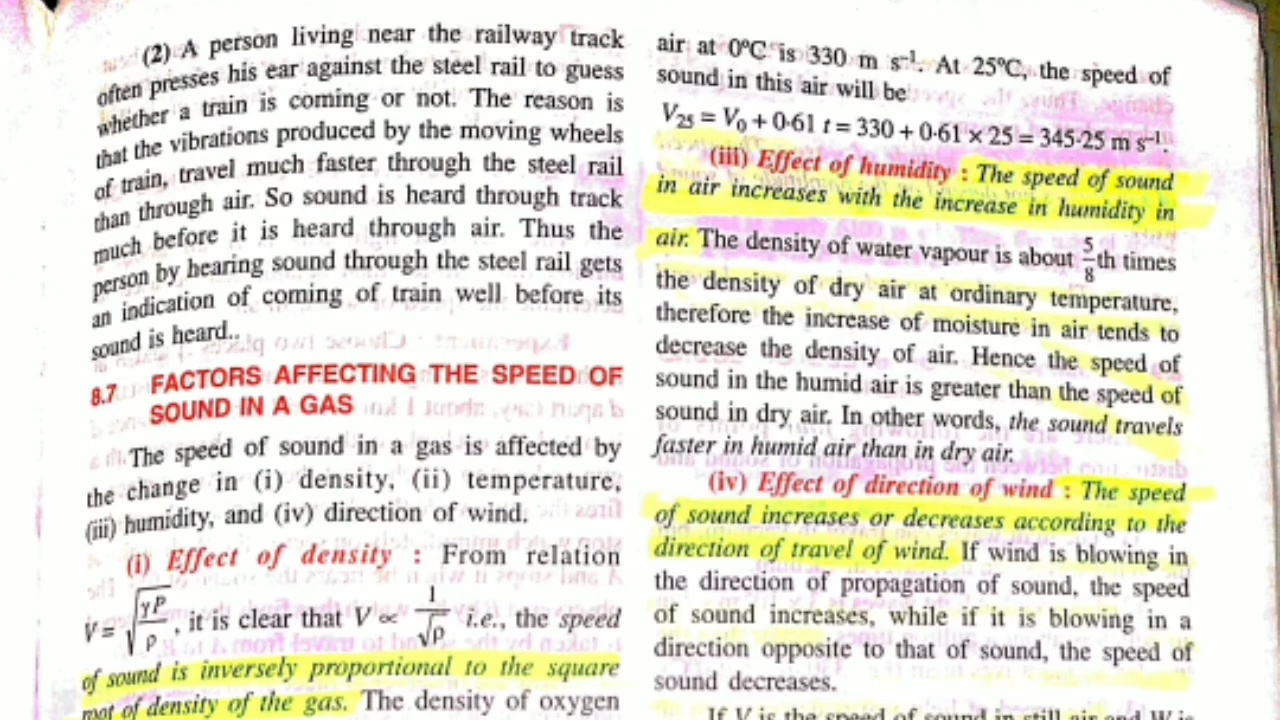 (2) A person living near the railway track
often presses his ear against the steel rail to guess
whether a train is coming or not. The reason is
that the vibrations produced by the moving wheels
of train, travel much faster through the steel rail
than through air. So sound is heard through track
much before it is heard through air. Thus the
person by hearing sound through the steel rail gets
an indication of coming of train well before its
sound is heard..
8.7 FACTORS AFFECTING THE SPEED OF
SOUND IN A GAS
The speed of sound in a gas is affected by
the change in (i) density, (ii) temperature,
(iii) humidity, and (iv) direction of wind.
(i) Effect of density : From relation
V = √(γP/ρ), it is clear that V ∝ 1/√ρ i.e., the speed
of sound is inversely proportional to the square
root of density of the gas. The density of oxygen
air at 0°C is 330 m s⁻¹. At 25°C, the speed of
sound in this air will be
V₂₅ = V₀ + 0·61 t = 330 + 0·61 × 25 = 345·25 m s⁻¹.
(iii) Effect of humidity : The speed of sound
in air increases with the increase in humidity in
air. The density of water vapour is about 5/8th times
the density of dry air at ordinary temperature,
therefore the increase of moisture in air tends to
decrease the density of air. Hence the speed of
sound in the humid air is greater than the speed of
sound in dry air. In other words, the sound travels
faster in humid air than in dry air.
(iv) Effect of direction of wind : The speed
of sound increases or decreases according to the
direction of travel of wind. If wind is blowing in
the direction of propagation of sound, the speed
of sound increases, while if it is blowing in a
direction opposite to that of sound, the speed of
sound decreases.
If V is the speed of sound in still air and W is